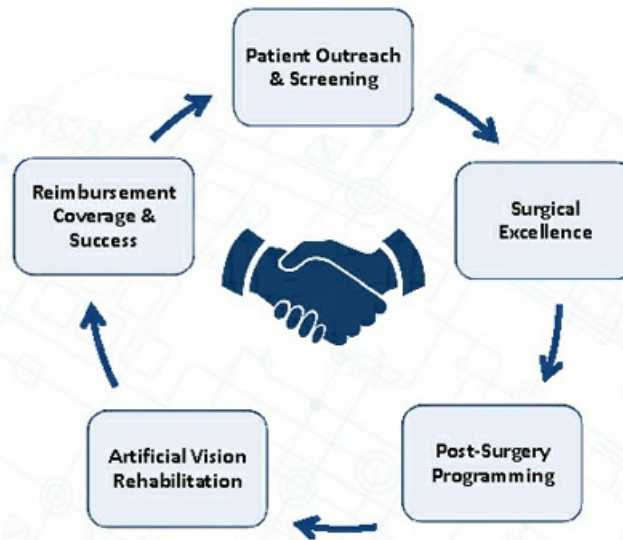 Patient Outreach
& Screening
Surgical
Excellence
Post-Surgery
Programming
Artificial Vision
Rehabilitation
Reimbursement
Coverage &
Success